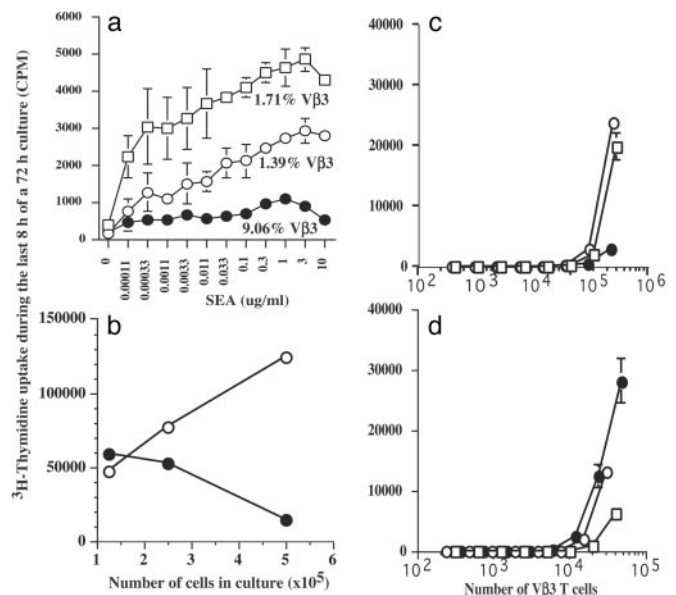 ³H-Thymidine uptake during the last 8 h of a 72 h culture (CPM)
a
6000
5000
4000
3000
2000
1000
0
1.71% Vβ3
1.39% Vβ3
9.06% Vβ3
0
0.00011
0.00033
0.0011
0.0033
0.011
0.033
0.1
0.3
1
3
10
SEA (ug/ml)
b
150000
100000
50000
0
1 2 3 4 5 6
Number of cells in culture (x10⁵)
c
40000
30000
20000
10000
0
10² 10³ 10⁴ 10⁵ 10⁶
d
40000
30000
20000
10000
0
10² 10³ 10⁴ 10⁵
Number of Vβ3 T cells